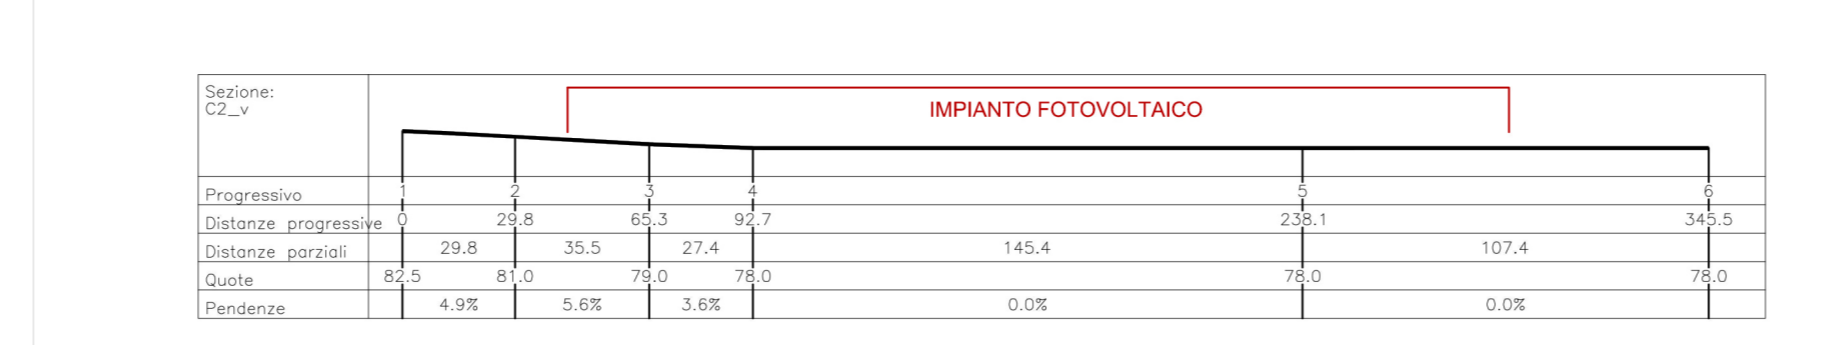 Sezione:
C2_v
IMPIANTO FOTOVOLTAICO
Progressivo 1 2 3 4 5 6
Distanze progressive 0 29.8 65.3 92.7 238.1 345.5
Distanze parziali 29.8 35.5 27.4 145.4 107.4
Quote 82.5 81.0 79.0 78.0 78.0 78.0
Pendenze 4.9% 5.6% 3.6% 0.0% 0.0%